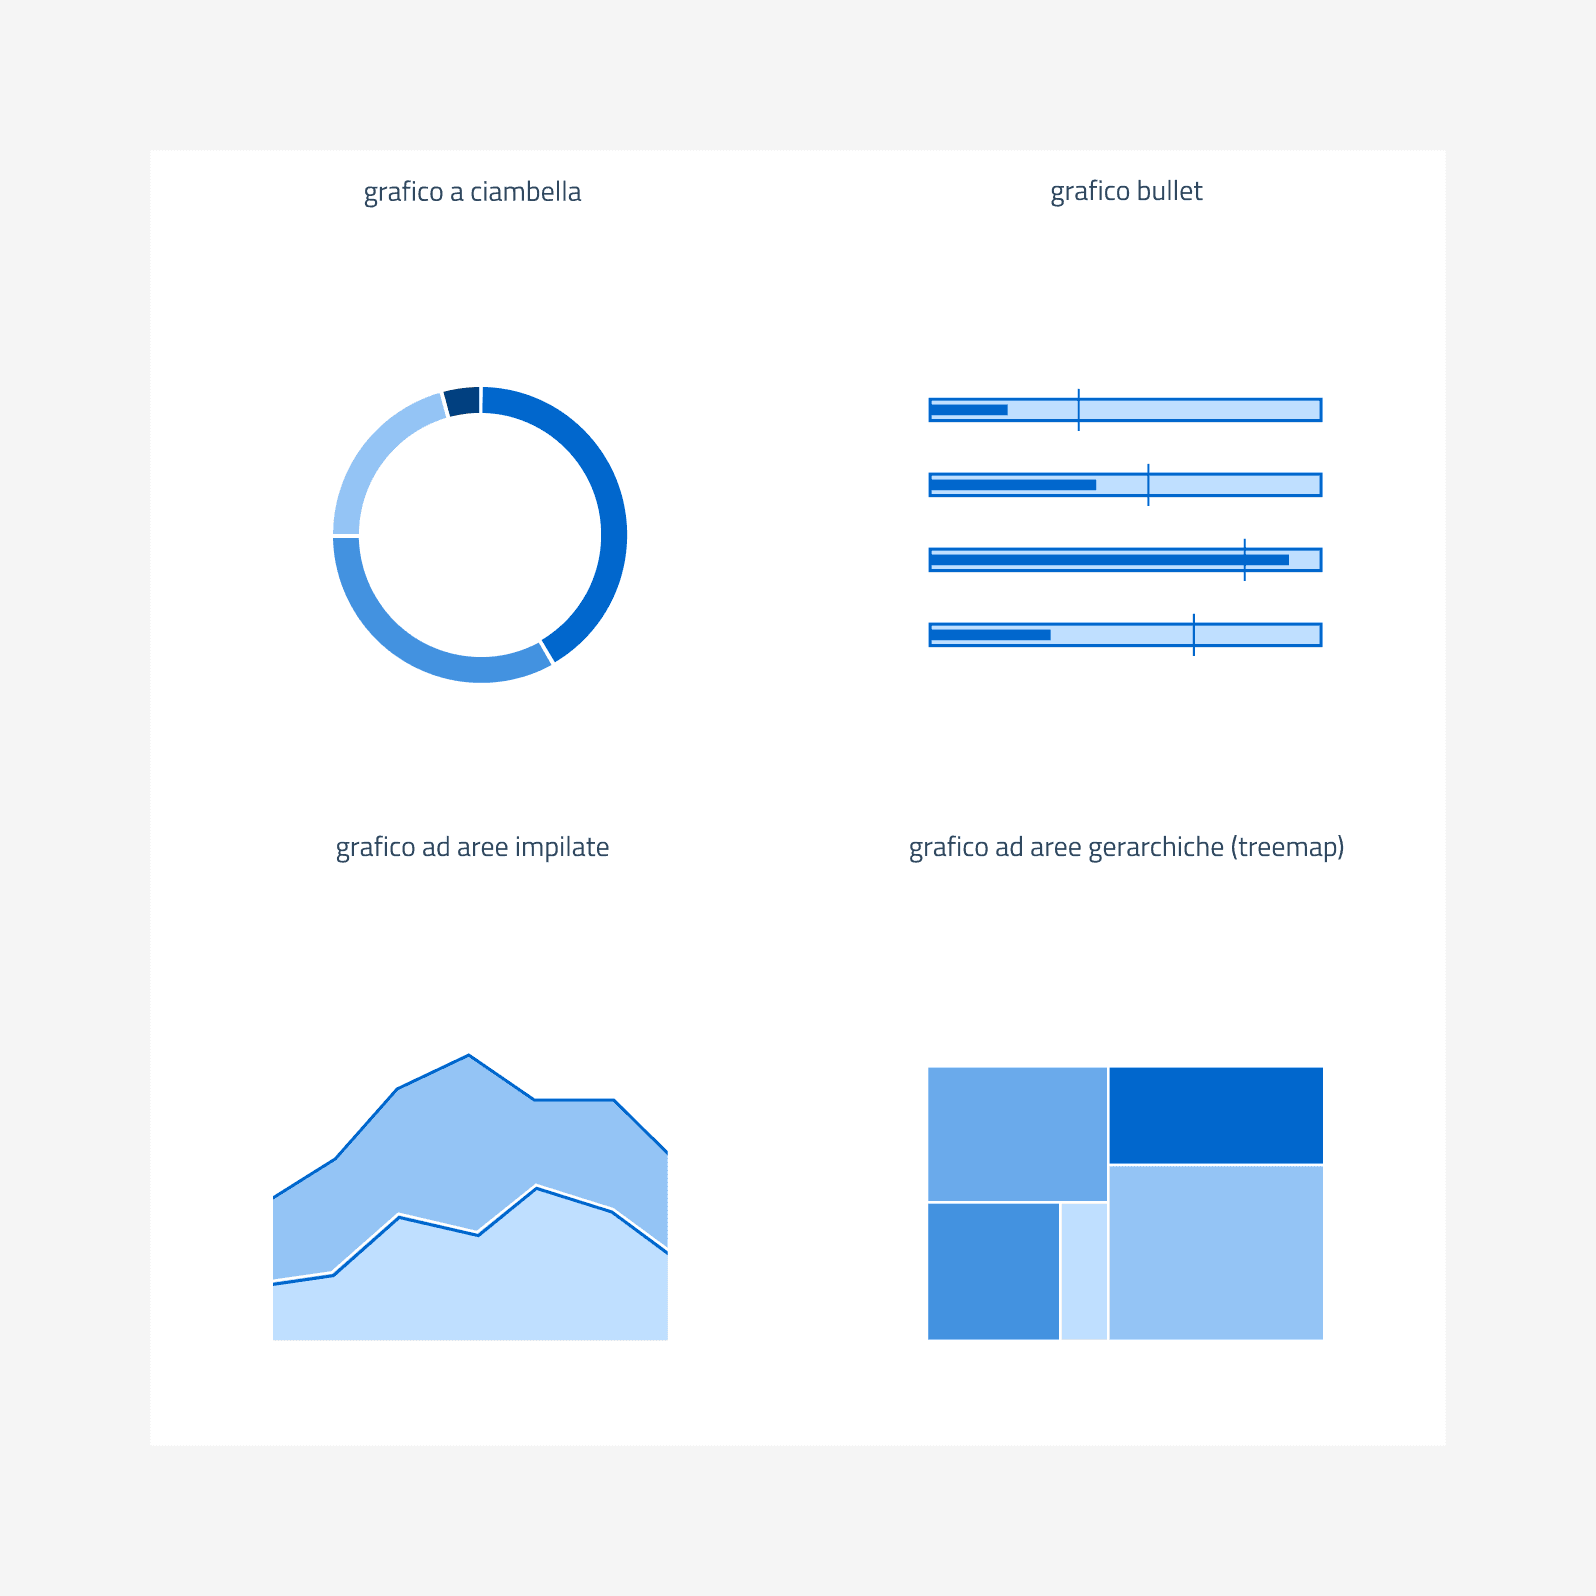 grafico a ciambella
grafico bullet
grafico ad aree impilate
grafico ad aree gerarchiche (treemap)